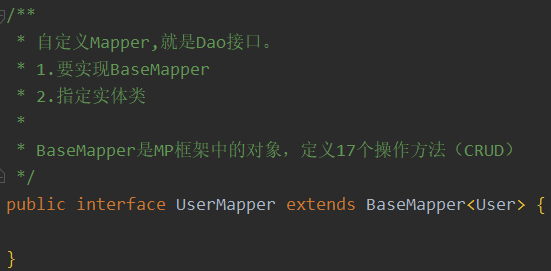 /**
* 自定义Mapper,就是Dao接口。
* 1.要实现BaseMapper
* 2.指定实体类
*
* BaseMapper是MP框架中的对象，定义17个操作方法（CRUD）
*/
public interface UserMapper extends BaseMapper<User> {
}